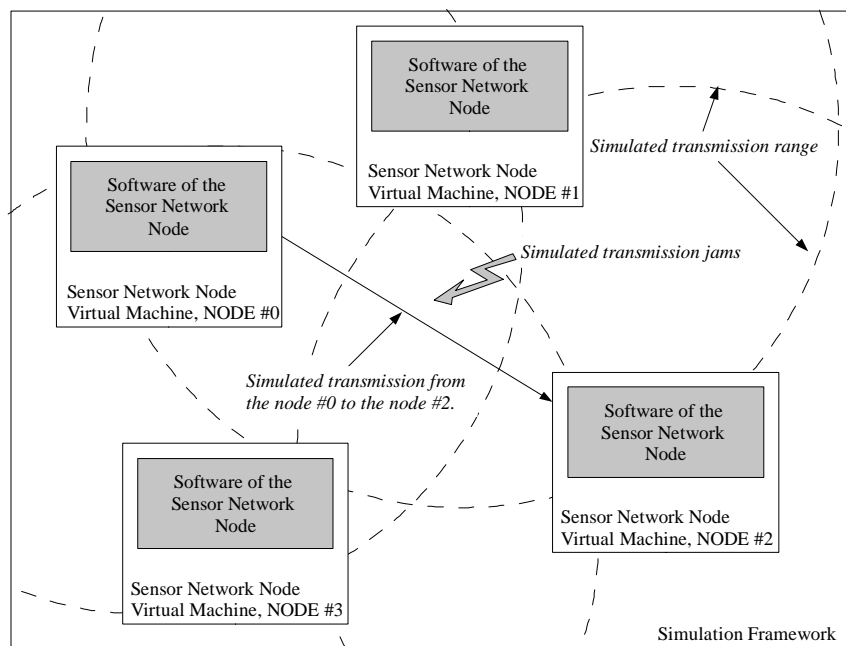 Software of the
Sensor Network
Node
Sensor Network Node
Virtual Machine, NODE #1
Simulated transmission range
Software of the
Sensor Network
Node
Sensor Network Node
Virtual Machine, NODE #0
Simulated transmission jams
Simulated transmission from
the node #0 to the node #2.
Software of the
Sensor Network
Node
Sensor Network Node
Virtual Machine, NODE #2
Software of the
Sensor Network
Node
Sensor Network Node
Virtual Machine, NODE #3
Simulation Framework